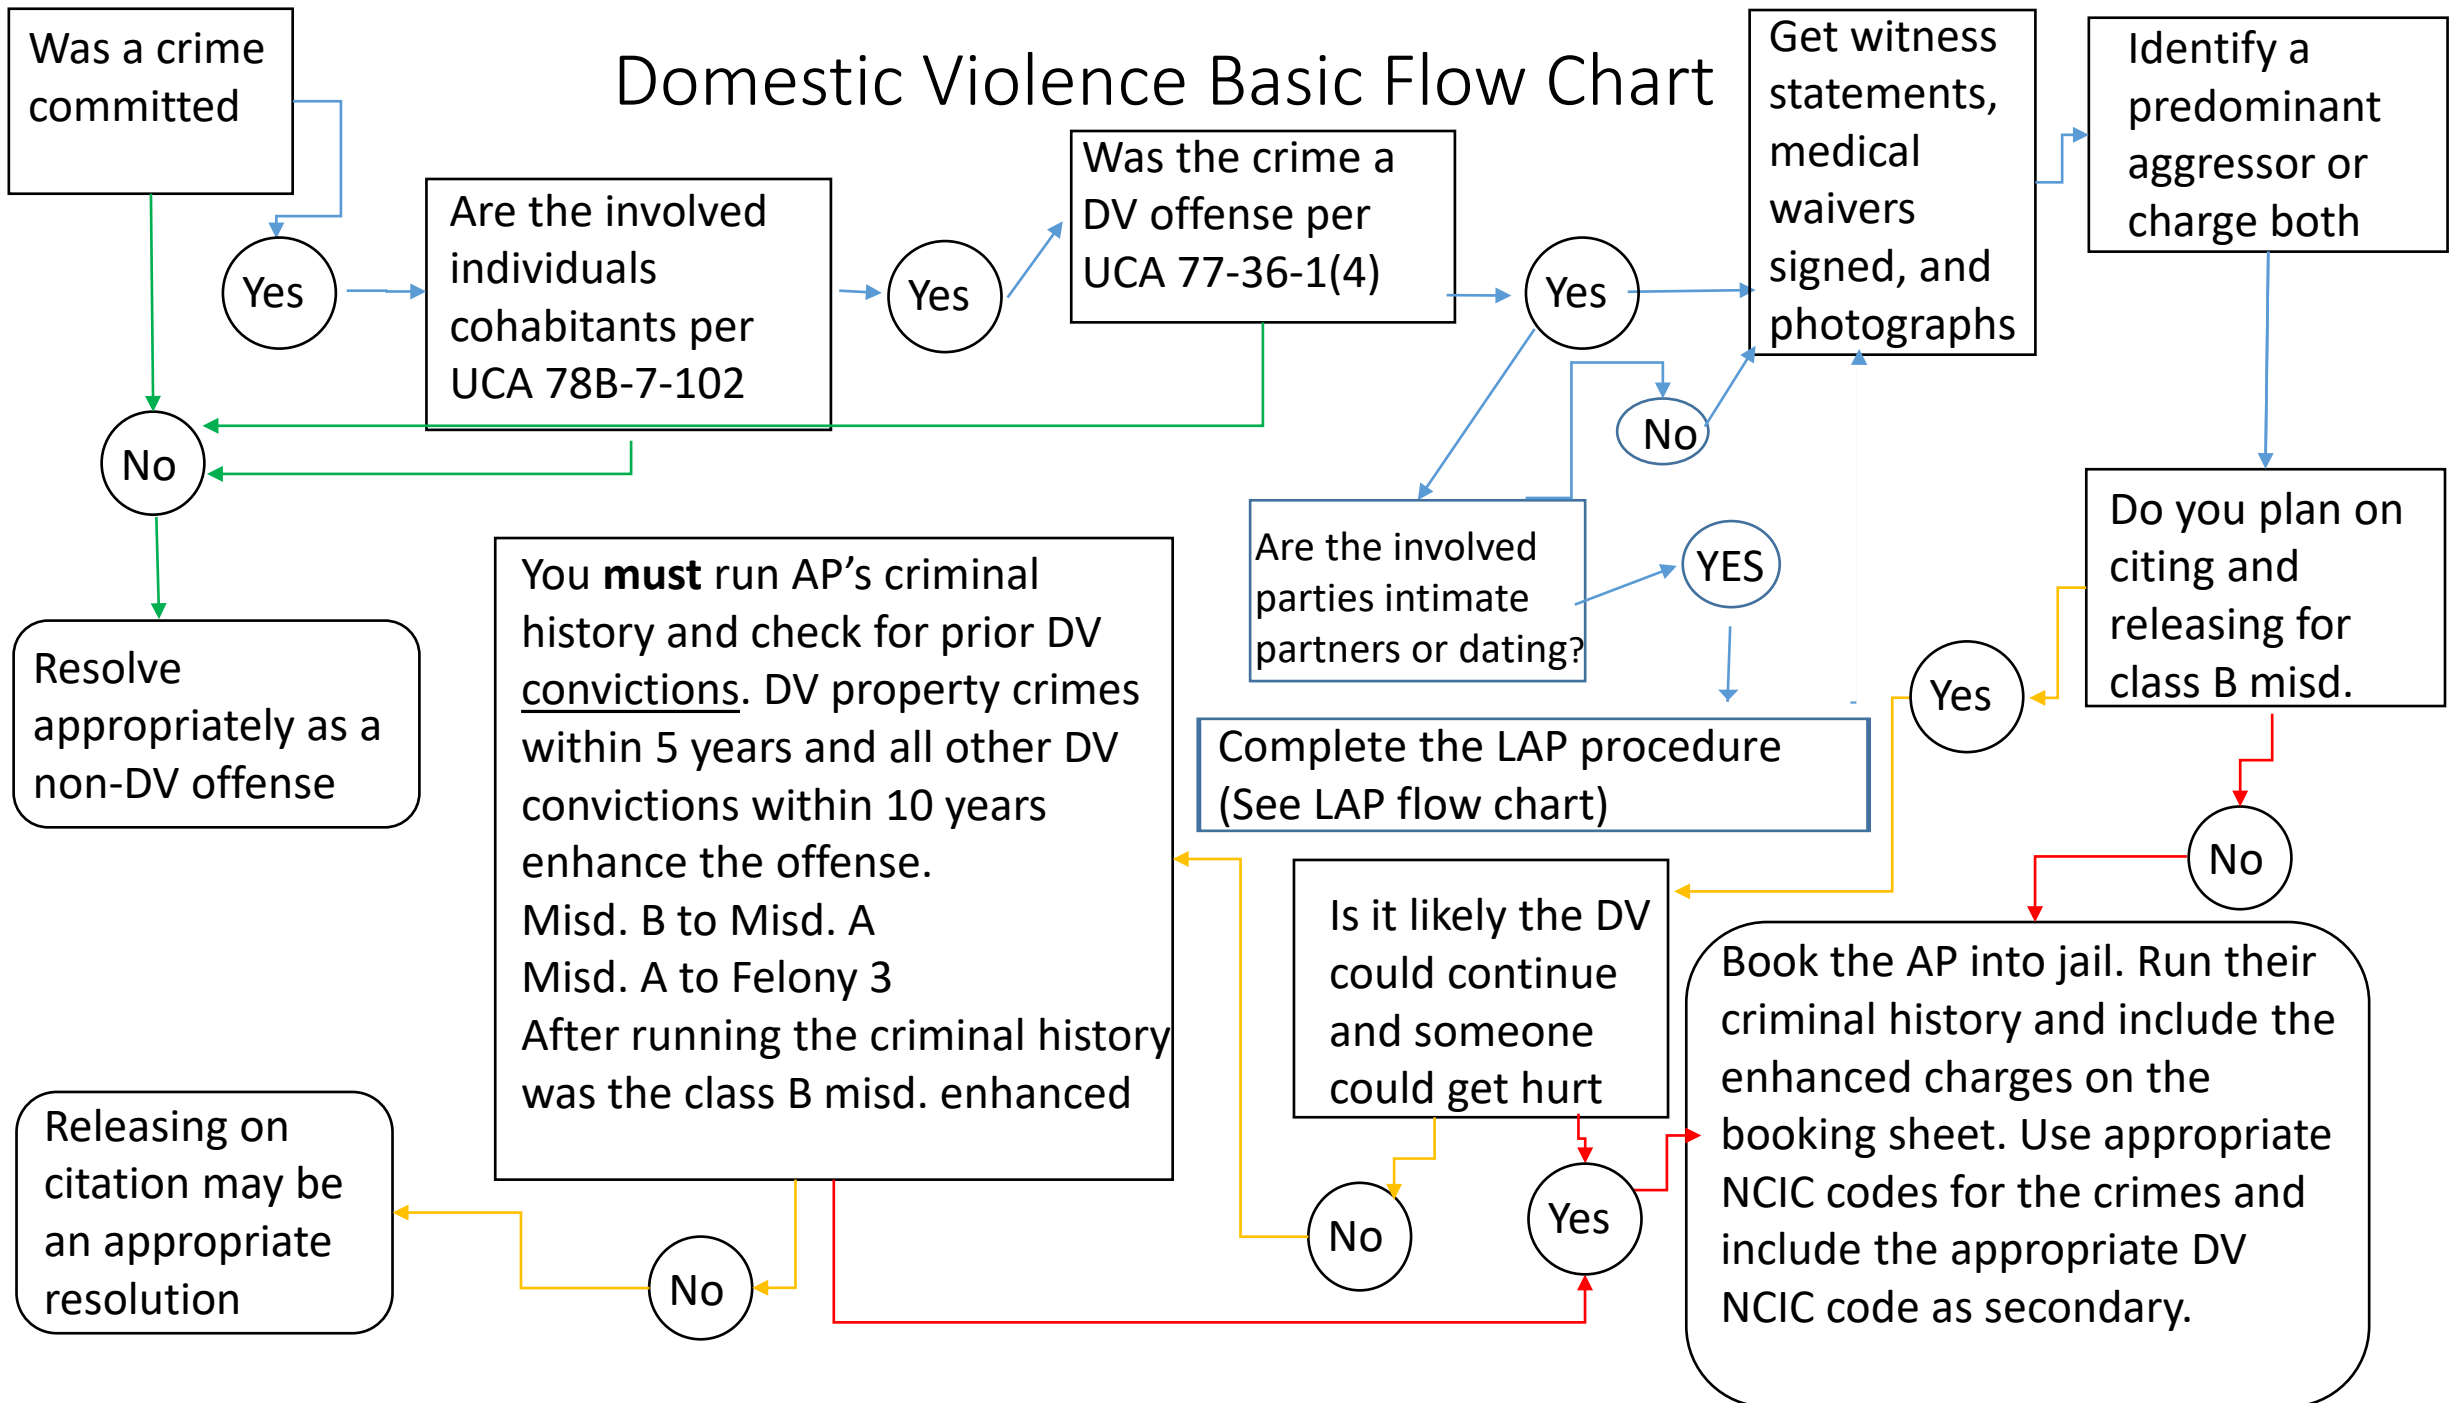 Domestic Violence Basic Flow Chart
Was a crime
committed
Yes
Are the involved
individuals
cohabitants per
UCA 78B-7-102
Yes
Was the crime a
DV offense per
UCA 77-36-1(4)
Yes
Get witness
statements,
medical
waivers
signed, and
photographs
Identify a
predominant
aggressor or
charge both
No
No
Resolve
appropriately as a
non-DV offense
Are the involved
parties intimate
partners or dating?
YES
Complete the LAP procedure
(See LAP flow chart)
Do you plan on
citing and
releasing for
class B misd.
Yes
No
You must run AP’s criminal
history and check for prior DV
convictions. DV property crimes
within 5 years and all other DV
convictions within 10 years
enhance the offense.
Misd. B to Misd. A
Misd. A to Felony 3
After running the criminal history
was the class B misd. enhanced
Is it likely the DV
could continue
and someone
could get hurt
No
Yes
Book the AP into jail. Run their
criminal history and include the
enhanced charges on the
booking sheet. Use appropriate
NCIC codes for the crimes and
include the appropriate DV
NCIC code as secondary.
Releasing on
citation may be
an appropriate
resolution
No